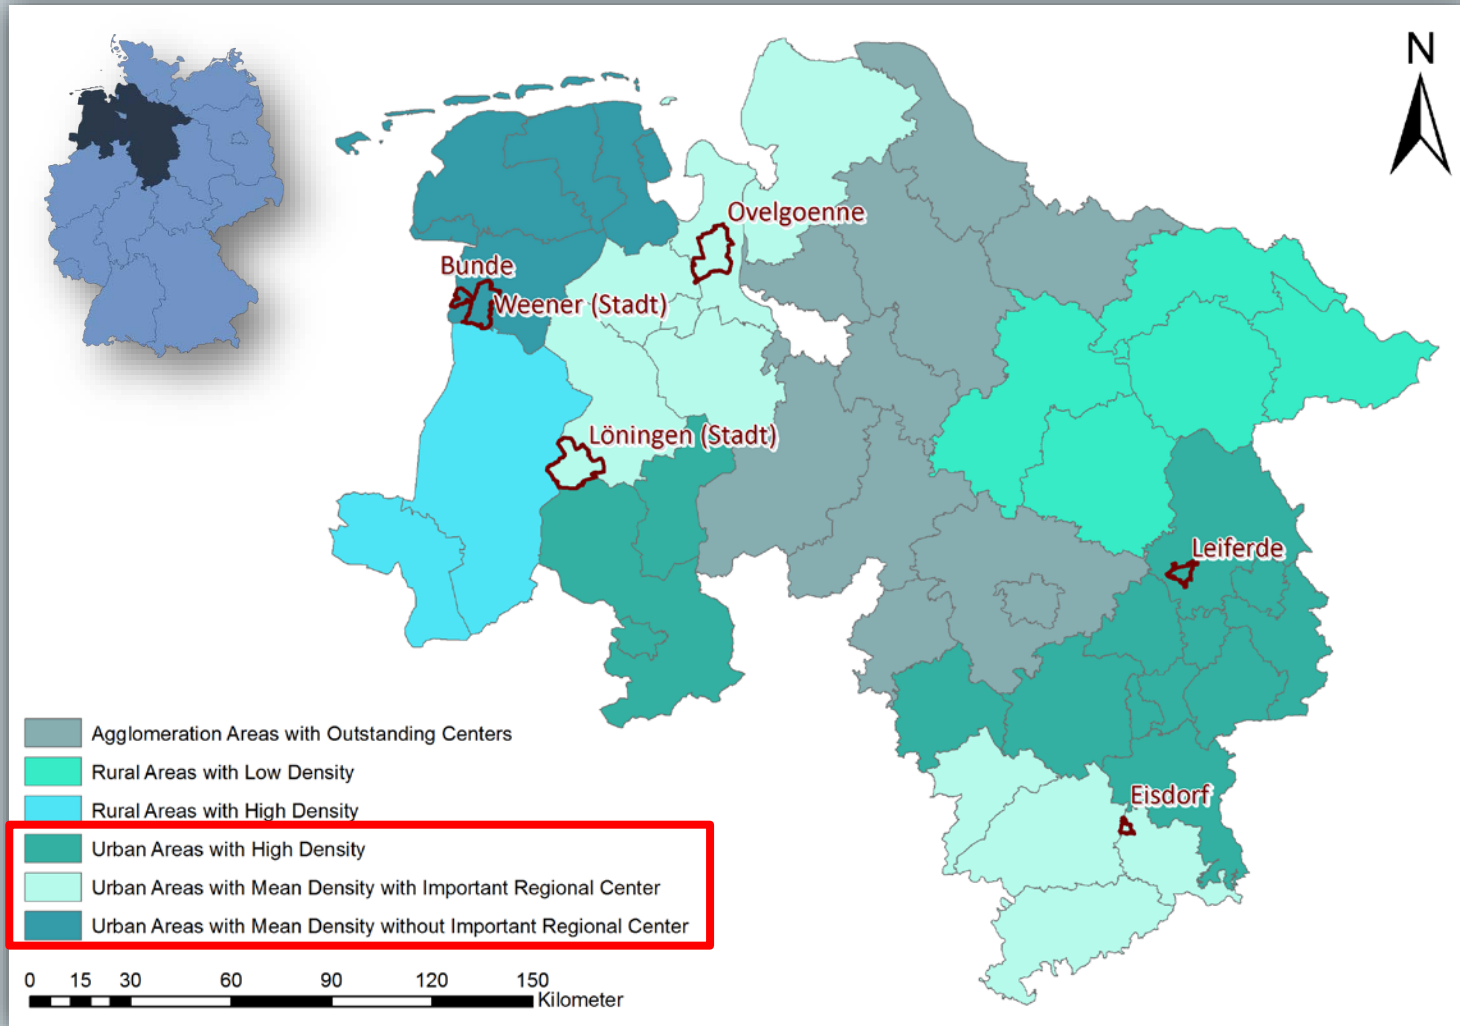 N
Ovelgoenne
Bunde
Weener (Stadt)
Löningen (Stadt)
Leiferde
Eisdorf
Agglomeration Areas with Outstanding Centers
Rural Areas with Low Density
Rural Areas with High Density
Urban Areas with High Density
Urban Areas with Mean Density with Important Regional Center
Urban Areas with Mean Density without Important Regional Center
0 15 30 60 90 120 150
Kilometer